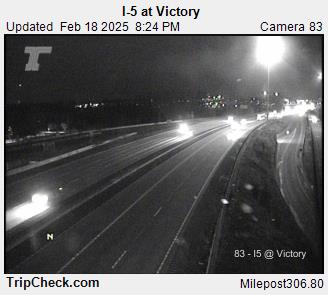 I-5 at Victory
Updated  Feb 18 2025  8:24 PM
Camera 83
T
N
83 - I5 @ Victory
TripCheck.com
Milepost306.80